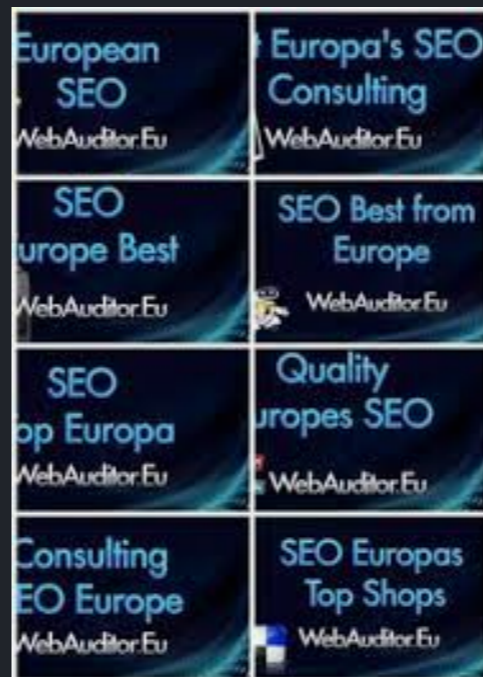 European
SEO
WebAuditor.Eu
t Europa's SEO
Consulting
WebAuditor.Eu
SEO
urope Best
WebAuditor.Eu
SEO Best from
Europe
WebAuditor.Eu
SEO
op Europa
WebAuditor.Eu
Quality
uropes SEO
WebAuditor.Eu
Consulting
EO Europe
WebAuditor.Eu
SEO Europas
Top Shops
WebAuditor.Eu